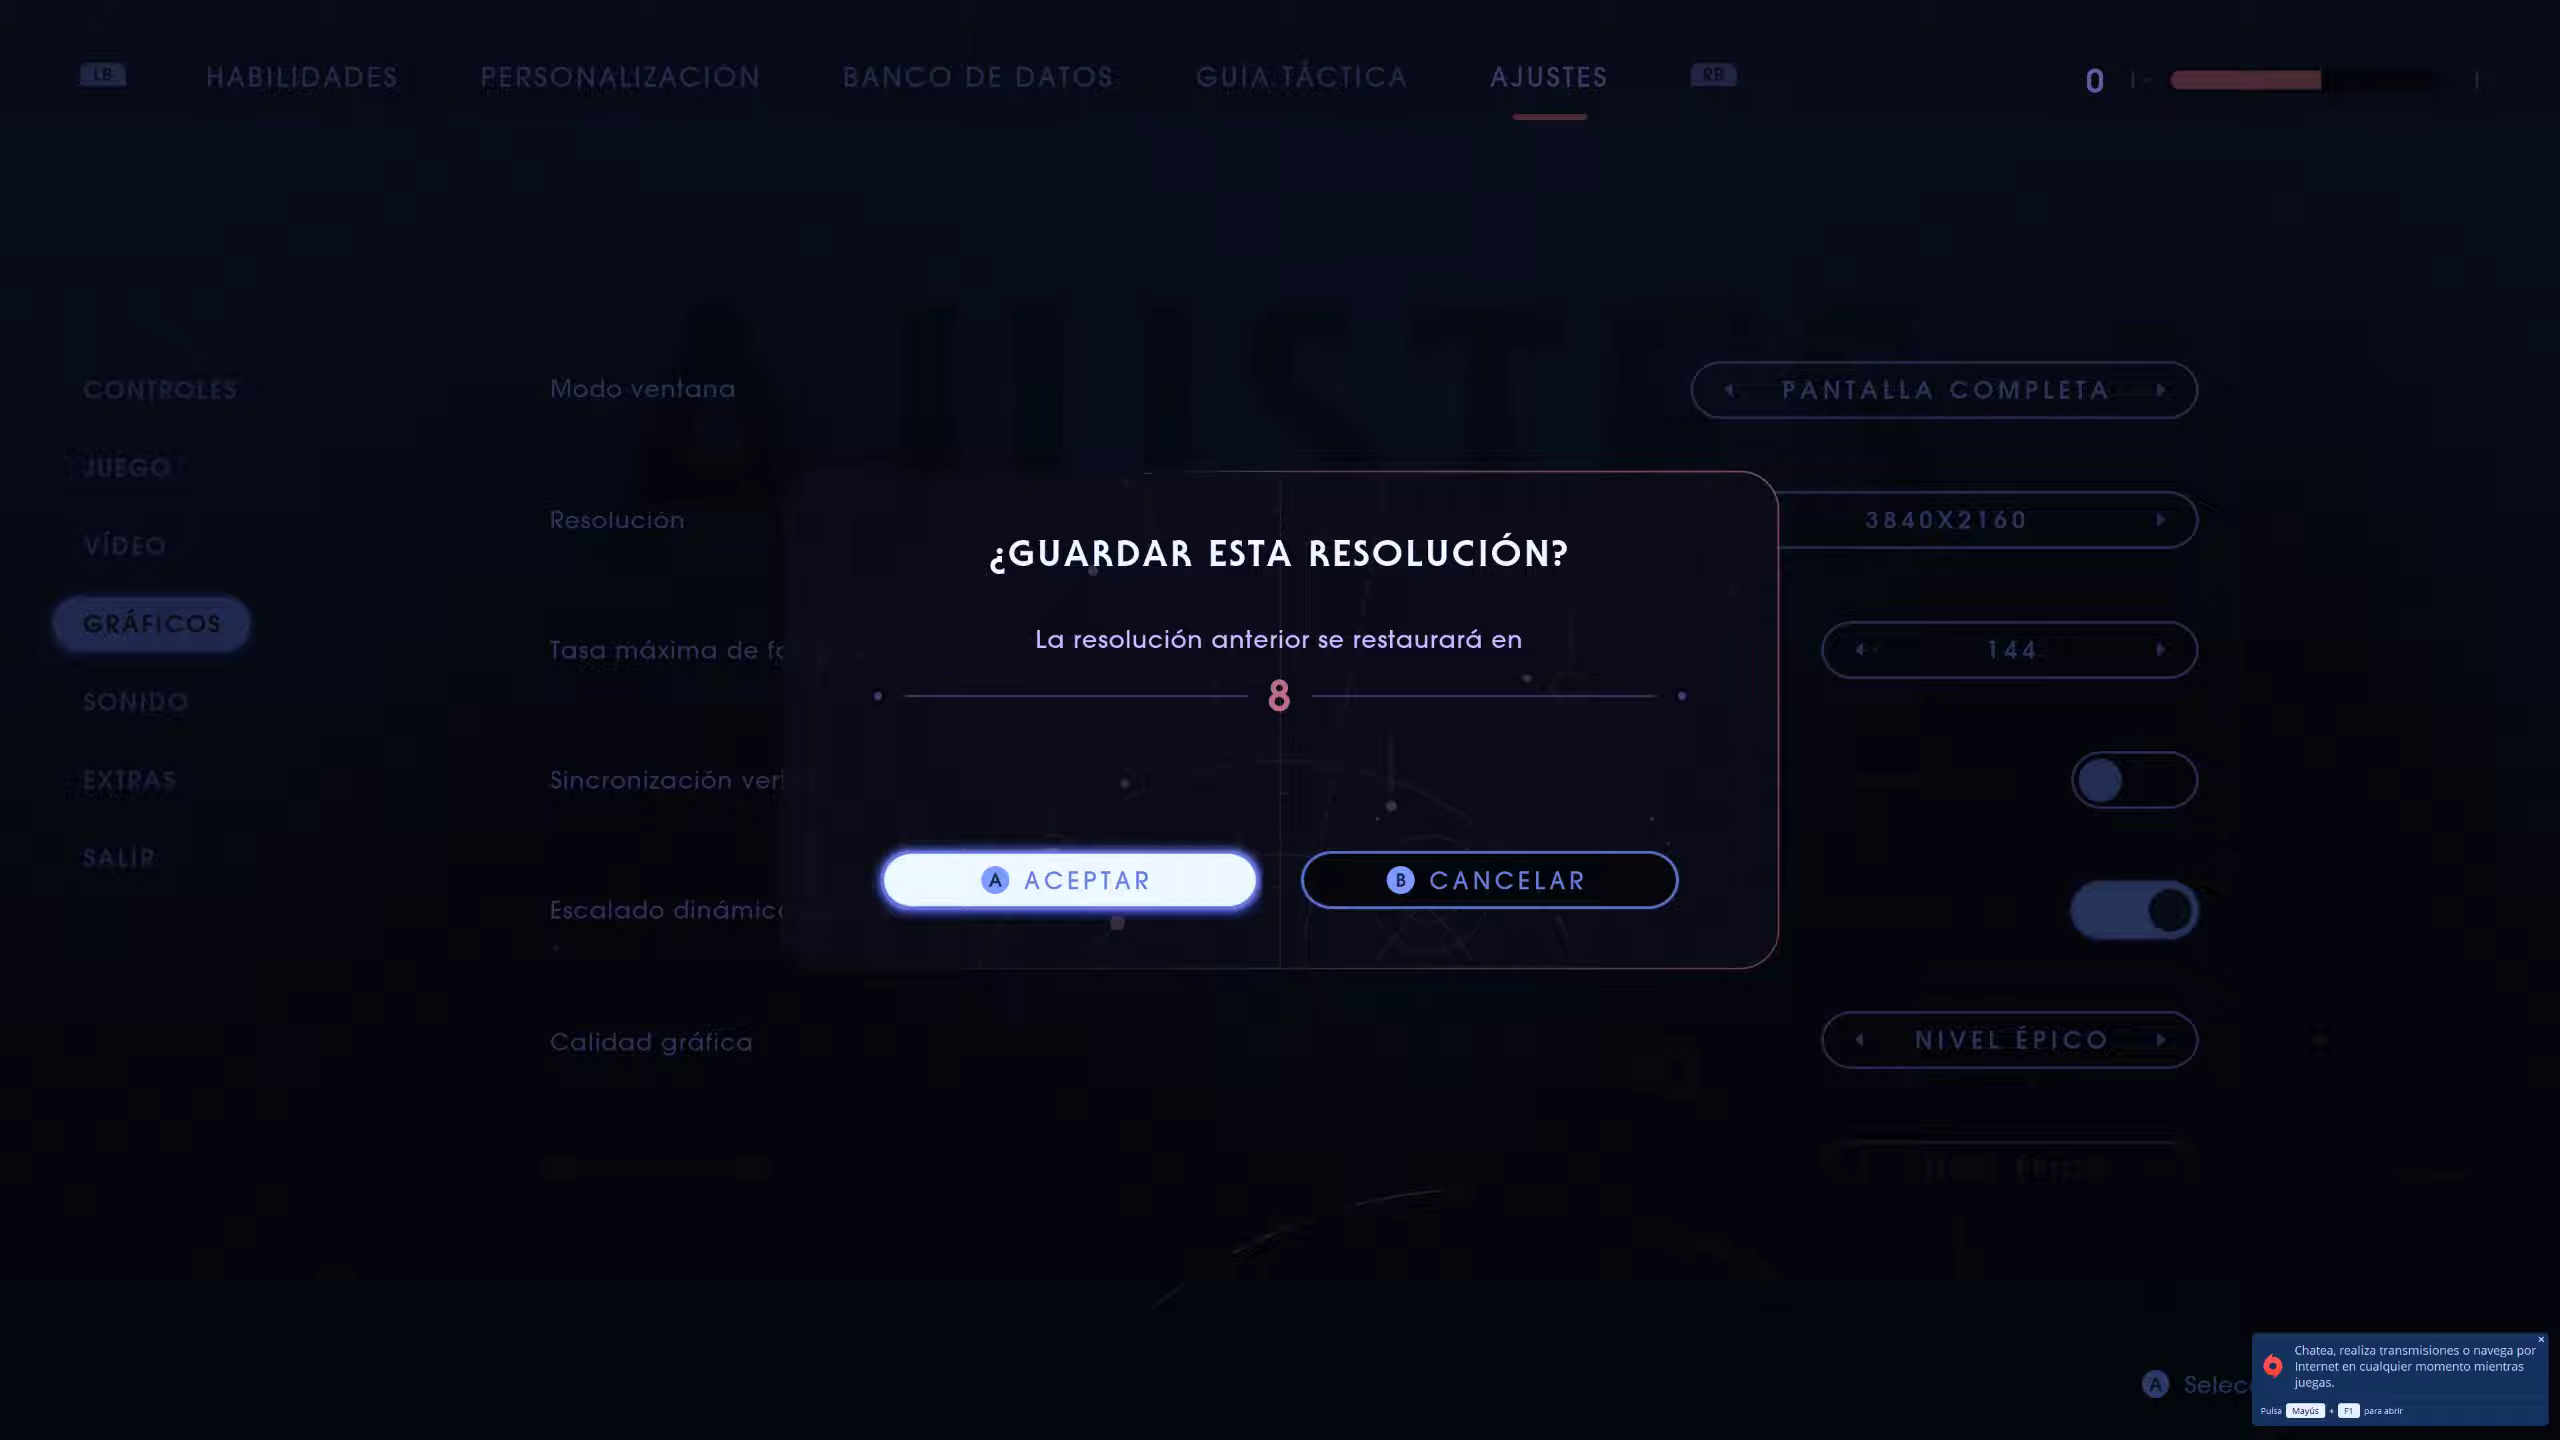 LB HABILIDADES PERSONALIZACIÓN BANCO DE DATOS GUÍA TÁCTICA AJUSTES RB 0
CONTROLES
JUEGO
VÍDEO
GRÁFICOS
SONIDO
EXTRAS
SALIR
Modo ventana PANTALLA COMPLETA
Resolución 3840X2160
Tasa máxima de fo 144
Sincronización ver
Escalado dinámic
Calidad gráfica NIVEL ÉPICO
¿GUARDAR ESTA RESOLUCIÓN?
La resolución anterior se restaurará en
8
A ACEPTAR
B CANCELAR
A Selec
Chatea, realiza transmisiones o navega por
Internet en cualquier momento mientras
juegas.
Pulsa Mayús + F1 para abrir